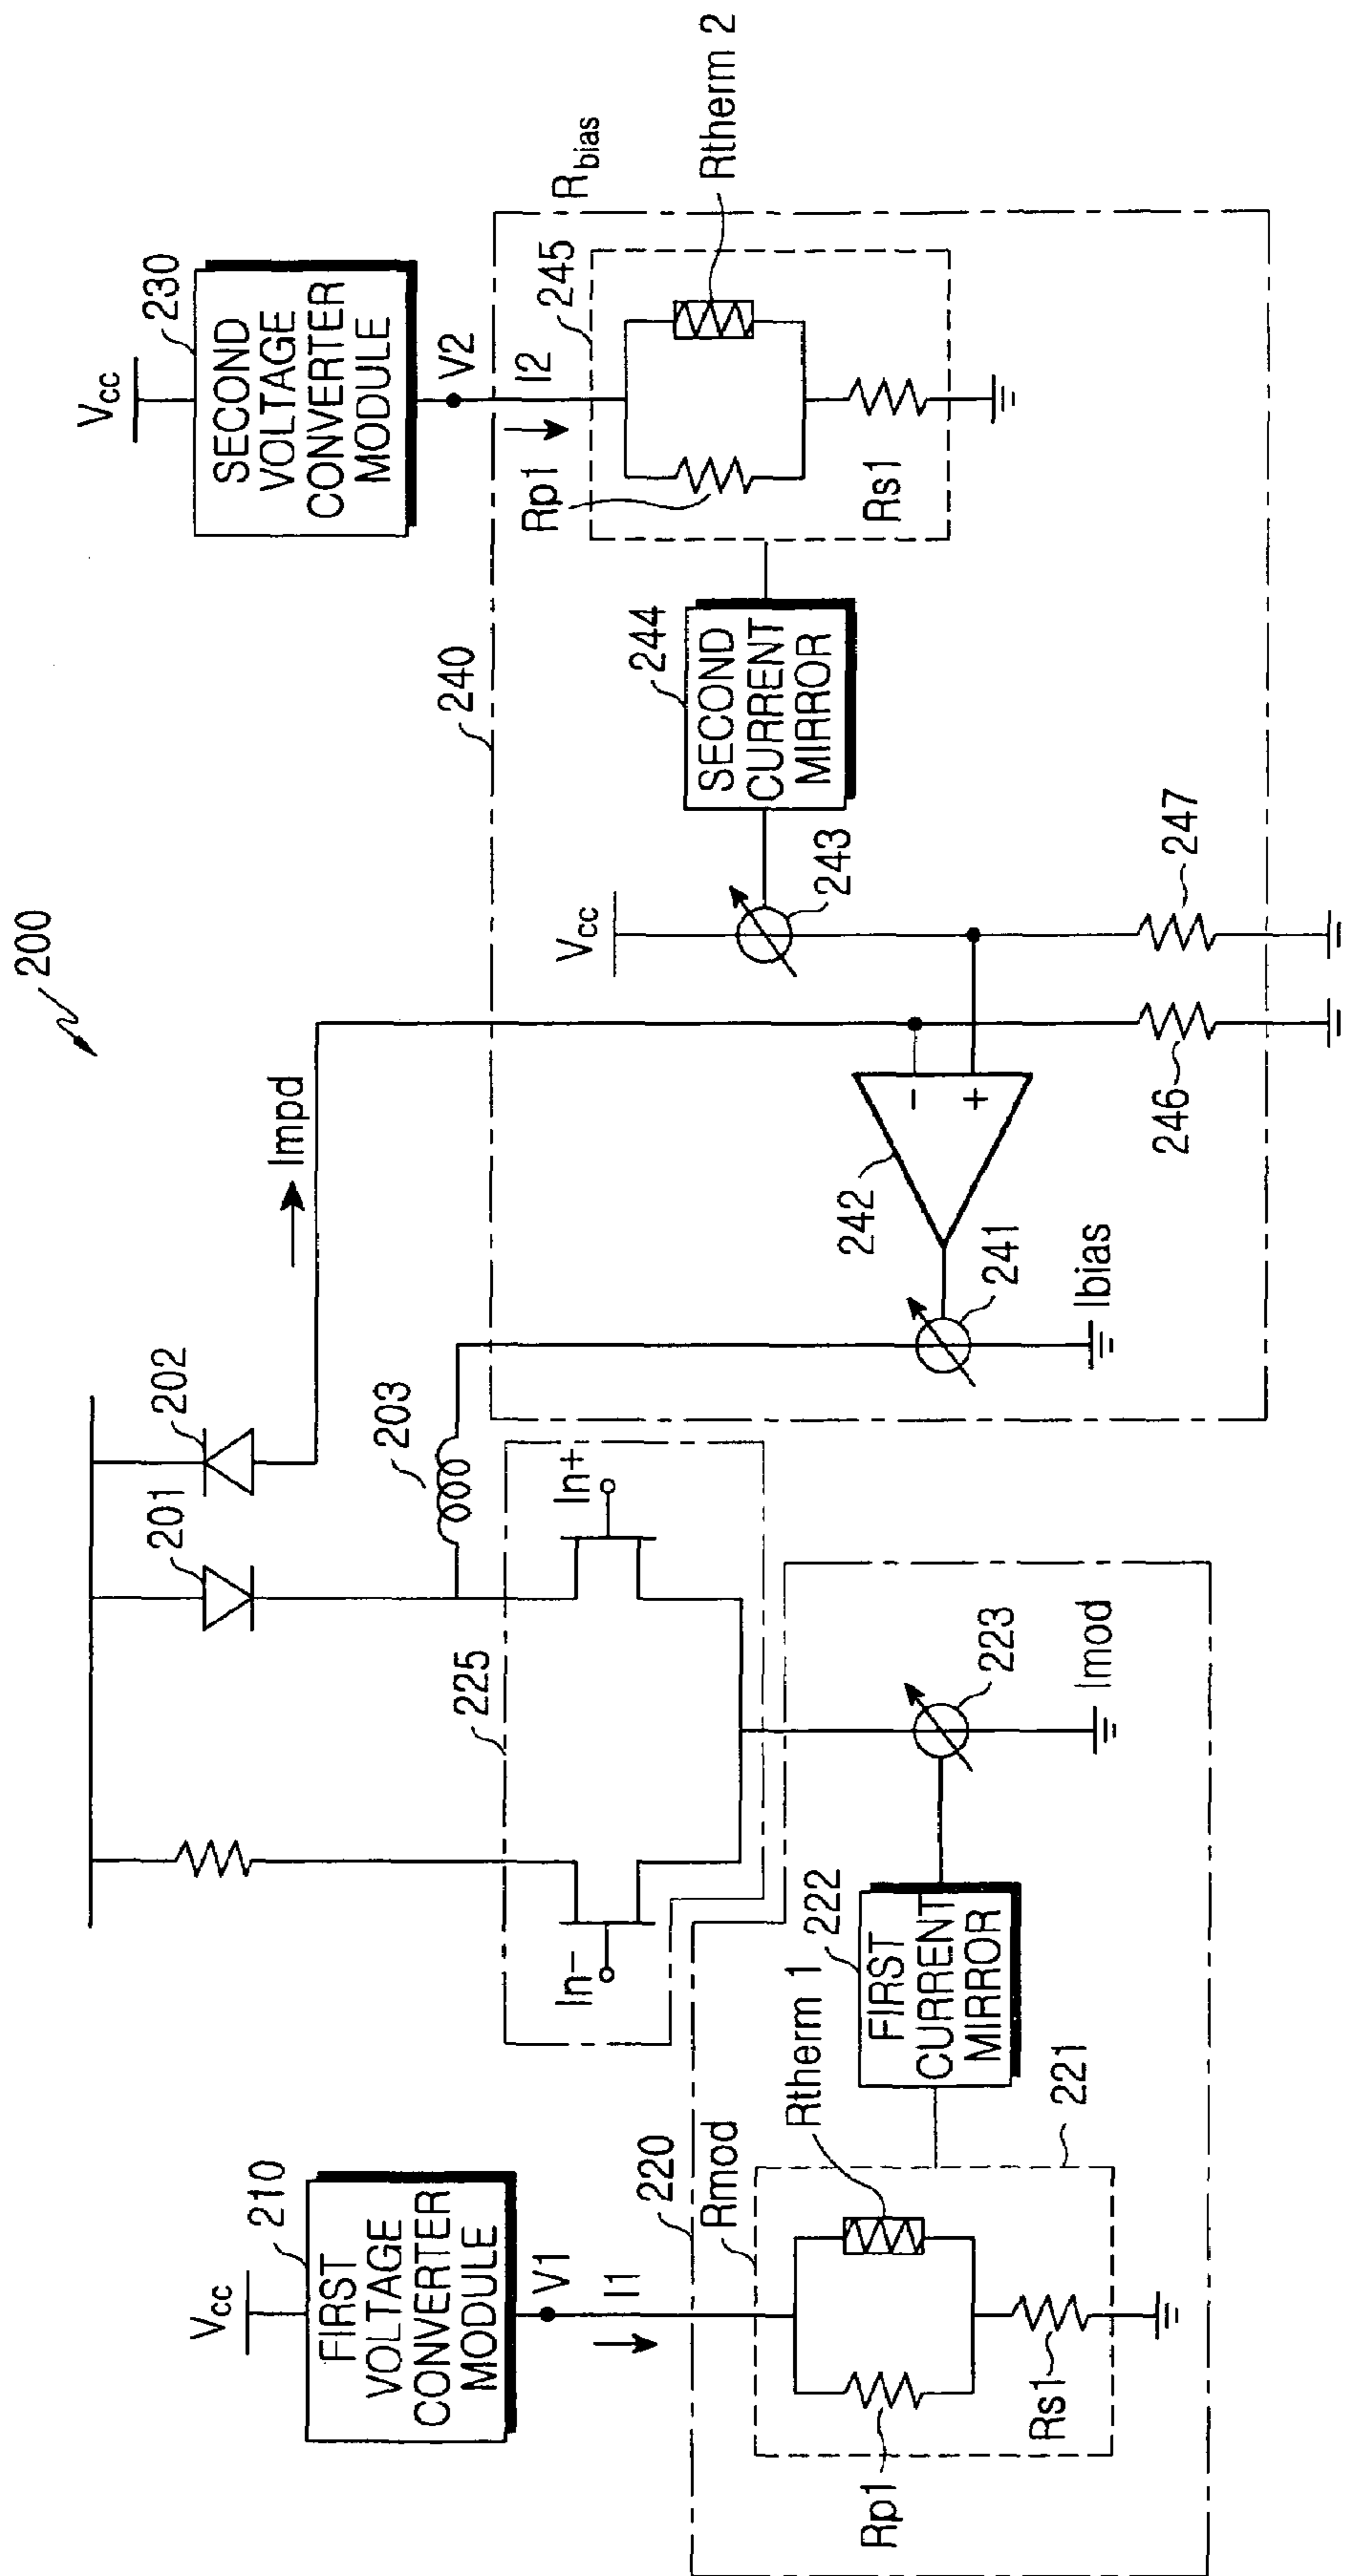 200
Vcc
230
SECOND
VOLTAGE
CONVERTER
MODULE
V2
I2
245
Rbias
Rtherm 2
Rp1
Rs1
240
244
SECOND
CURRENT
MIRROR
Vcc
243
247
246
242
-
+
241
Ibias
Impd
202
201
203
In+
In-
225
223
Imod
222
FIRST
CURRENT
MIRROR
Rtherm 1
221
220
Rmod
Vcc
210
FIRST
VOLTAGE
CONVERTER
MODULE
V1
I1
Rp1
Rs1